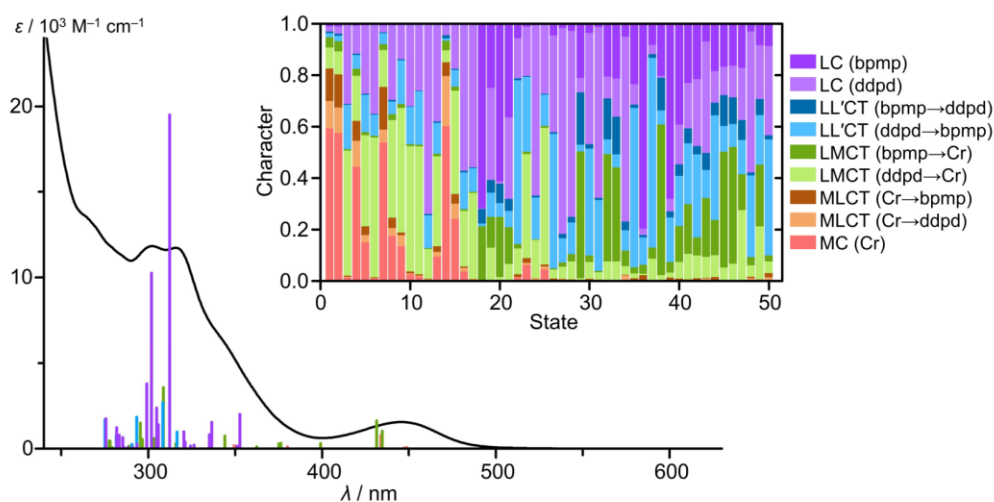 ε / 10³ M⁻¹ cm⁻¹
20
10
0
300
400
500
600
λ / nm
Character
1.0
0.8
0.6
0.4
0.2
0.0
0
10
20
30
40
50
State
LC (bpmp)
LC (ddpd)
LL′CT (bpmp→ddpd)
LL′CT (ddpd→bpmp)
LMCT (bpmp→Cr)
LMCT (ddpd→Cr)
MLCT (Cr→bpmp)
MLCT (Cr→ddpd)
MC (Cr)